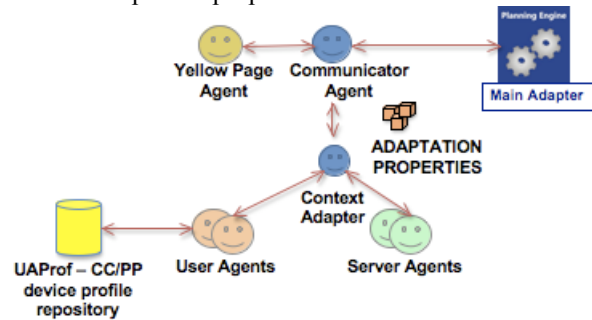 Planning Engine
Main Adapter
Yellow Page
Agent
Communicator
Agent
ADAPTATION
PROPERTIES
Context
Adapter
UAProf – CC/PP
device profile
repository
User Agents
Server Agents